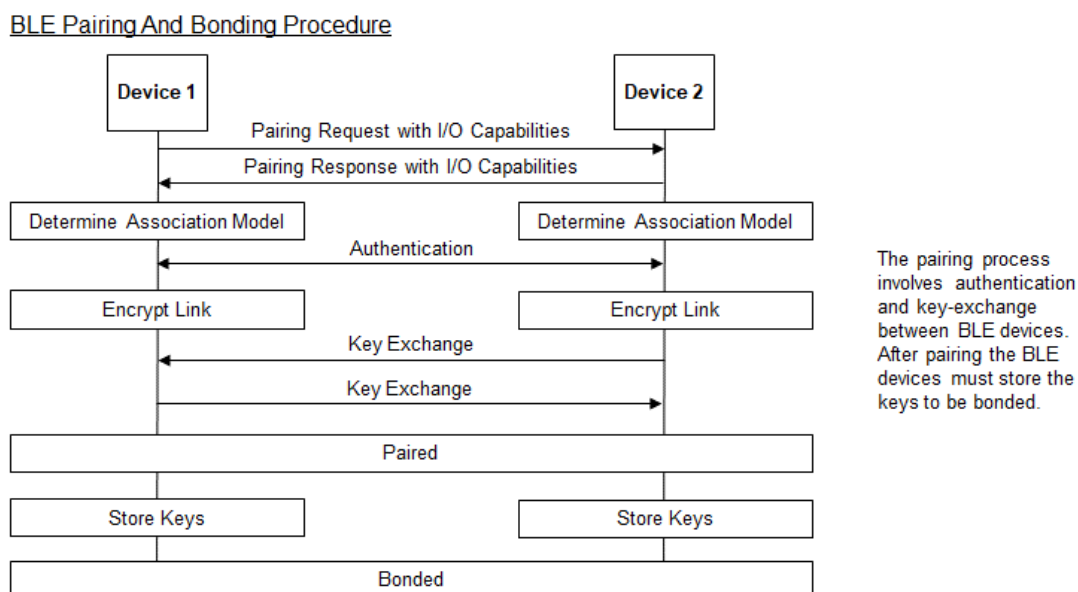 BLE Pairing And Bonding Procedure
Device 1
Device 2
Pairing Request with I/O Capabilities
Pairing Response with I/O Capabilities
Determine Association Model
Determine Association Model
Authentication
Encrypt Link
Encrypt Link
Key Exchange
Key Exchange
Paired
Store Keys
Store Keys
Bonded
The pairing process
involves authentication
and key-exchange
between BLE devices.
After pairing the BLE
devices must store the
keys to be bonded.